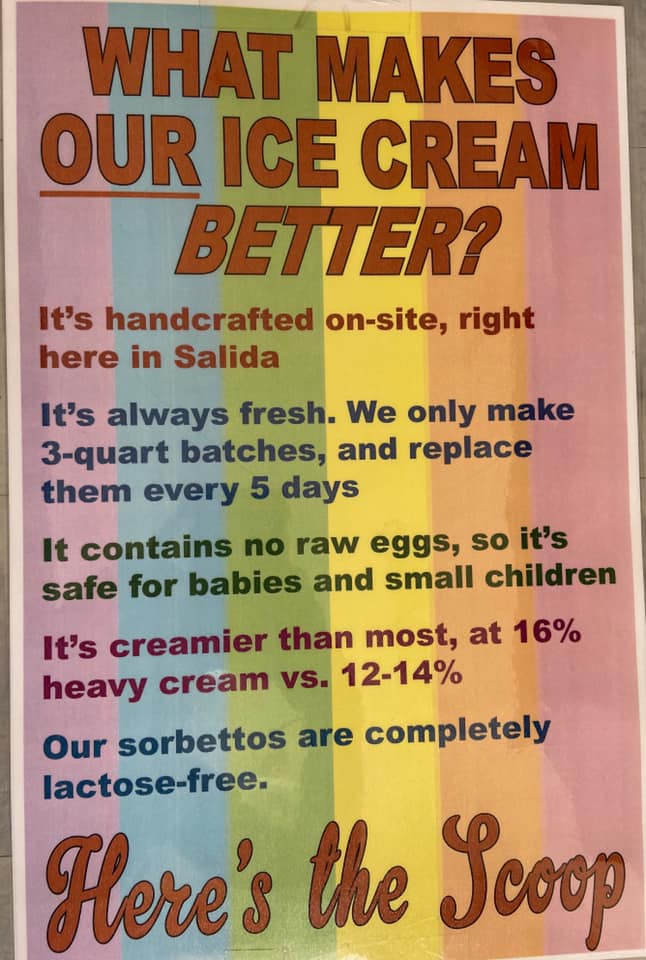 WHAT MAKES
OUR ICE CREAM
BETTER?
It's handcrafted on-site, right
here in Salida
It's always fresh. We only make
3-quart batches, and replace
them every 5 days
It contains no raw eggs, so it's
safe for babies and small children
It's creamier than most, at 16%
heavy cream vs. 12-14%
Our sorbettos are completely
lactose-free.
Here's the Scoop